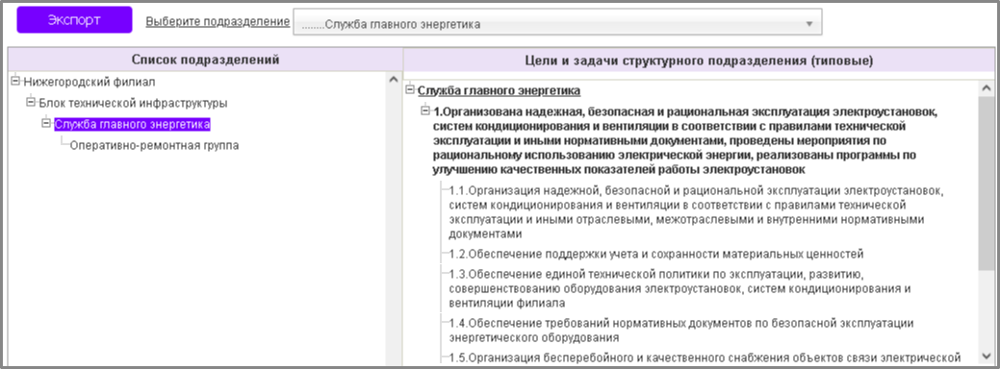 Экспорт
Выберите подразделение
........Служба главного энергетика
Список подразделений
Нижегородский филиал
Блок технической инфраструктуры
Служба главного энергетика
Оперативно-ремонтная группа
Цели и задачи структурного подразделения (типовые)
Служба главного энергетика
1.Организована надежная, безопасная и рациональная эксплуатация электроустановок,
систем кондиционирования и вентиляции в соответствии с правилами технической
эксплуатации и иными нормативными документами, проведены мероприятия по
рациональному использованию электрической энергии, реализованы программы по
улучшению качественных показателей работы электроустановок
1.1.Организация надежной, безопасной и рациональной эксплуатации электроустановок,
систем кондиционирования и вентиляции в соответствии с правилами технической
эксплуатации и иными отраслевыми, межотраслевыми и внутренними нормативными
документами
1.2.Обеспечение поддержки учета и сохранности материальных ценностей
1.3.Обеспечение единой технической политики по эксплуатации, развитию,
совершенствованию оборудования электроустановок, систем кондиционирования и
вентиляции филиала
1.4.Обеспечение требований нормативных документов по безопасной эксплуатации
энергетического оборудования
1.5.Организация бесперебойного и качественного снабжения объектов связи электрической